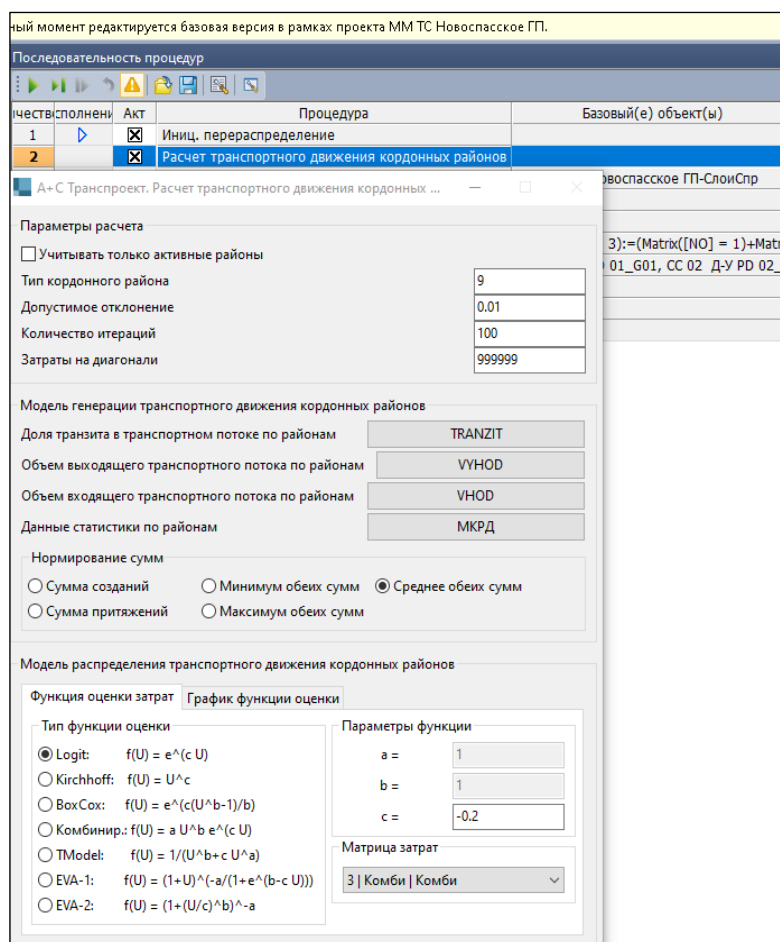 ный момент редактируется базовая версия в рамках проекта ММ ТС Новоспасское ГП.
Последовательность процедур
ичеств сполнени Акт Процедура Базовый(е) объект(ы)
1 Иниц. перераспределение
2 Расчет транспортного движения кордонных районов
овоспасское ГП-СлоиСпр
3):=(Matrix([NO] = 1)+Matr
01_G01, CC 02 Д-У PD 02_
А+С Транспроект. Расчет транспортного движения кордонных ...
Параметры расчета
Учитывать только активные районы
Тип кордонного района 9
Допустимое отклонение 0.01
Количество итераций 100
Затраты на диагонали 999999
Модель генерации транспортного движения кордонных районов
Доля транзита в транспортном потоке по районам TRANZIT
Объем выходящего транспортного потока по районам VYHOD
Объем входящего транспортного потока по районам VHOD
Данные статистики по районам МКРД
Нормирование сумм
Сумма созданий Минимум обеих сумм Среднее обеих сумм
Сумма притяжений Максимум обеих сумм
Модель распределения транспортного движения кордонных районов
Функция оценки затрат График функции оценки
Тип функции оценки Параметры функции
Logit: f(U) = e^(c U) a = 1
Kirchhoff: f(U) = U^c b = 1
BoxCox: f(U) = e^(c(U^b-1)/b) c = -0.2
Комбинир.: f(U) = a U^b e^(c U)
Матрица затрат
TModel: f(U) = 1/(U^b+c U^a)
EVA-1: f(U) = (1+U)^(-a/(1+e^(b-c U))) 3 | Комби | Комби
EVA-2: f(U) = (1+(U/c)^b)^-a